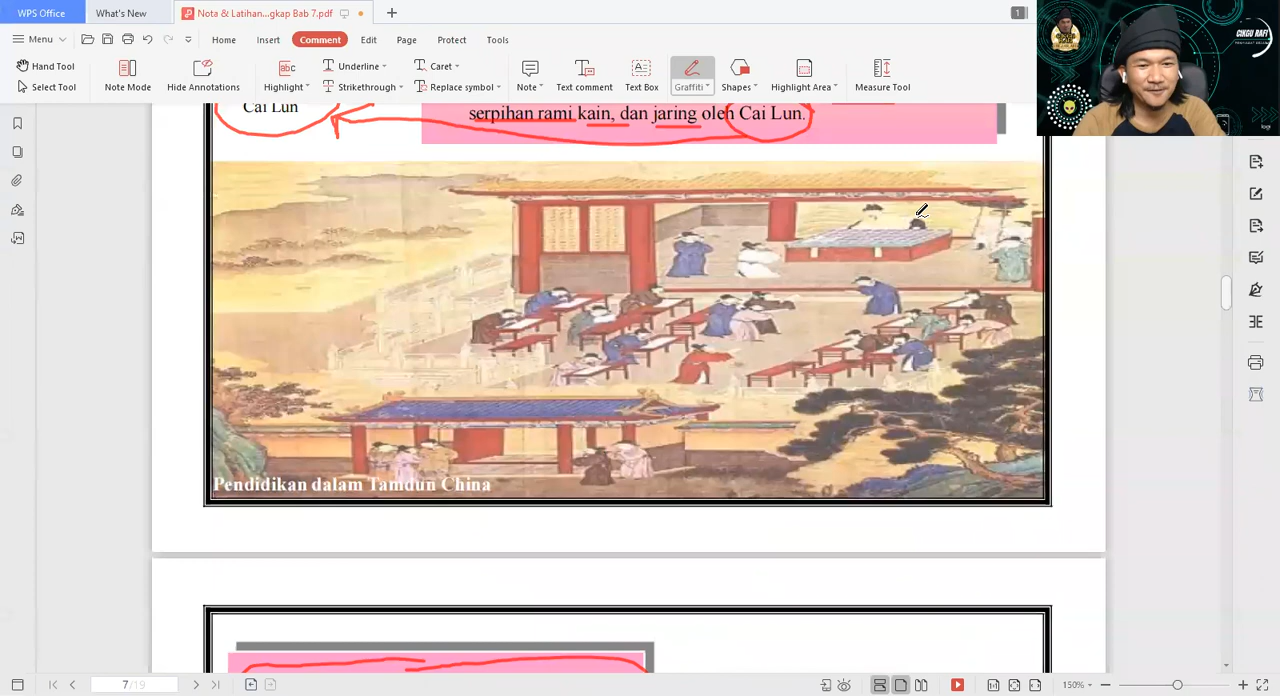 WPS Office
What's New
Nota & Latihan...gkap Bab 7.pdf
1
CIKGU RAFI
Menu
Home
Insert
Comment
Edit
Page
Protect
Tools
Hand Tool
Select Tool
Note Mode
Hide Annotations
Highlight
Underline
Strikethrough
Caret
Replace symbol
Note
Text comment
Text Box
Graffiti
Shapes
Highlight Area
Measure Tool
Cai Lun
serpihan rami kain, dan jaring oleh Cai Lun.
Pendidikan dalam Tamdun China
7/19
150%